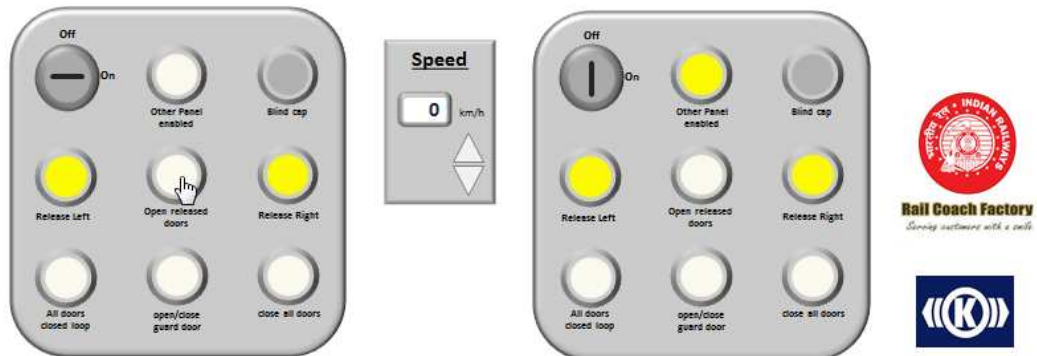 Off
On
Other Panel
enabled
Blind cap
Release Left
Open released
doors
Release Right
All doors
closed loop
open/close
guard door
close all doors
Speed
0 km/h
Off
On
Other Panel
enabled
Blind cap
Release Left
Open released
doors
Release Right
All doors
closed loop
open/close
guard door
close all doors
भारतीय रेल • INDIAN RAILWAYS
Rail Coach Factory
Serving customers with a smile
K